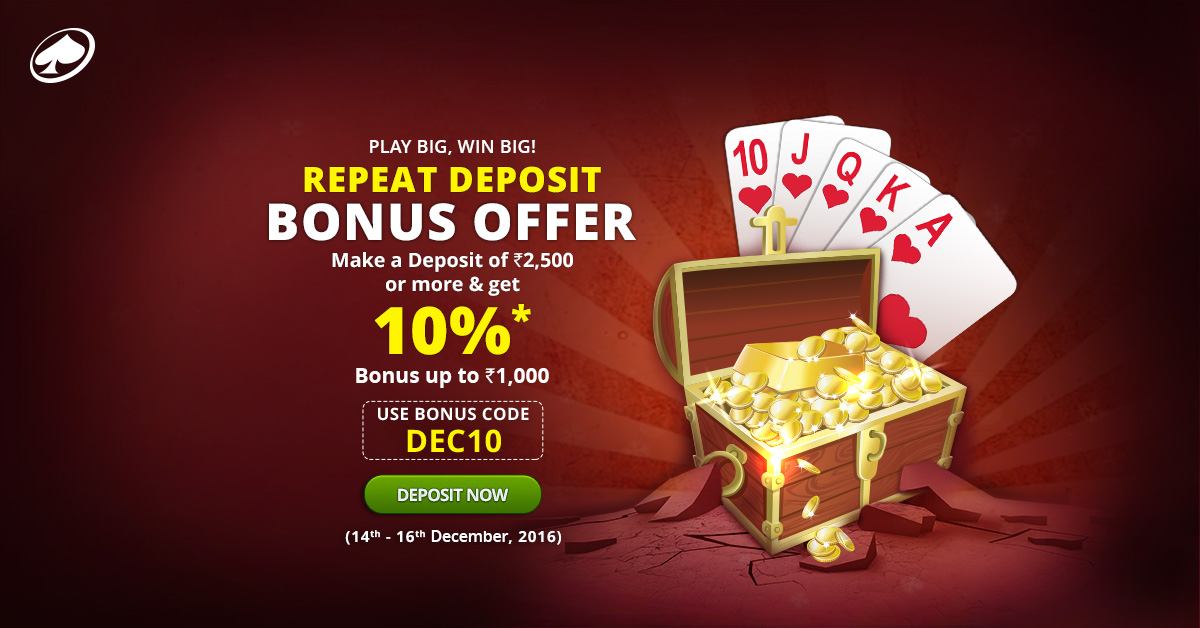 PLAY BIG, WIN BIG!
REPEAT DEPOSIT
BONUS OFFER
Make a Deposit of ₹2,500
or more & get
10%*
Bonus up to ₹1,000
USE BONUS CODE
DEC10
DEPOSIT NOW
(14th - 16th December, 2016)
10
J
Q
K
A